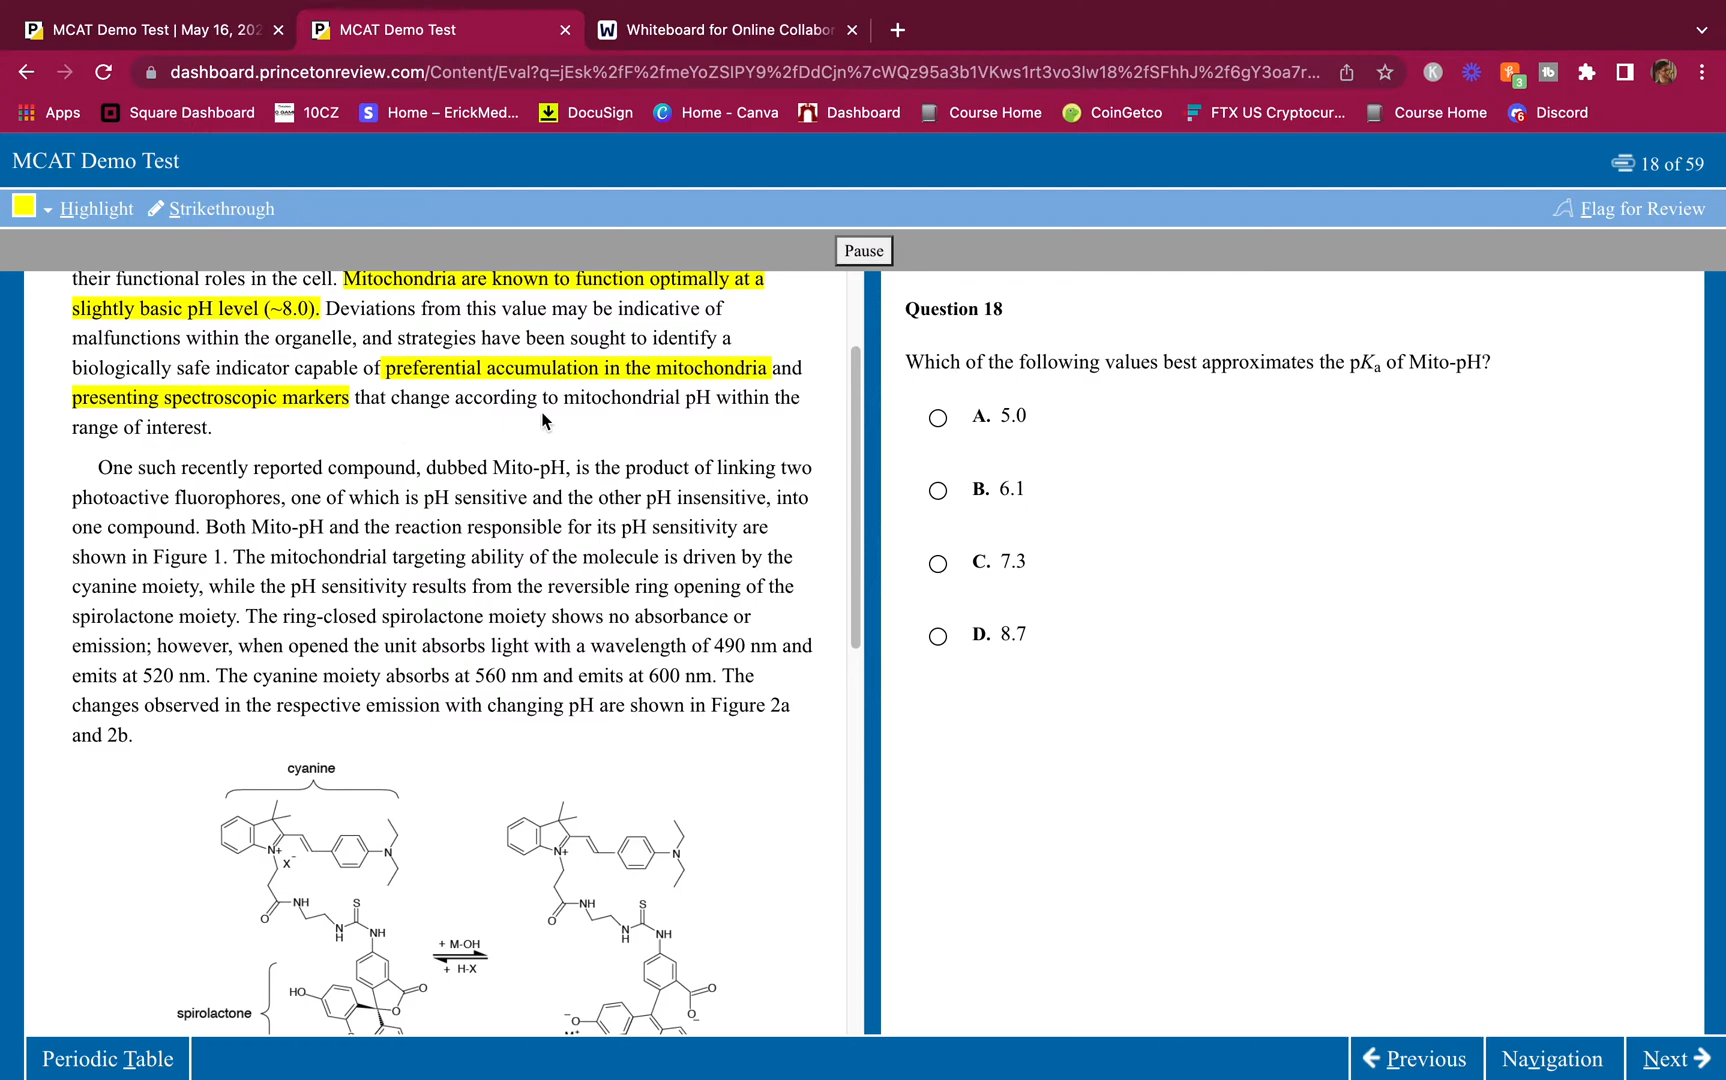 MCAT Demo Test | May 16, 202
MCAT Demo Test
Whiteboard for Online Collabor
dashboard.princetonreview.com/Content/Eval?q=jEsk%2fF%2fmeYoZSIPY9%2fDdCjn%7cWQz95a3b1VKws1rt3vo3lw18%2fSFhhJ%2f6gY3oa7r...
Apps
Square Dashboard
10CZ
Home – ErickMed...
DocuSign
Home - Canva
Dashboard
Course Home
CoinGetco
FTX US Cryptocur...
Course Home
Discord
MCAT Demo Test
18 of 59
Highlight
Strikethrough
Flag for Review
Pause
their functional roles in the cell. Mitochondria are known to function optimally at a
slightly basic pH level (~8.0). Deviations from this value may be indicative of
malfunctions within the organelle, and strategies have been sought to identify a
biologically safe indicator capable of preferential accumulation in the mitochondria and
presenting spectroscopic markers that change according to mitochondrial pH within the
range of interest.
One such recently reported compound, dubbed Mito-pH, is the product of linking two
photoactive fluorophores, one of which is pH sensitive and the other pH insensitive, into
one compound. Both Mito-pH and the reaction responsible for its pH sensitivity are
shown in Figure 1. The mitochondrial targeting ability of the molecule is driven by the
cyanine moiety, while the pH sensitivity results from the reversible ring opening of the
spirolactone moiety. The ring-closed spirolactone moiety shows no absorbance or
emission; however, when opened the unit absorbs light with a wavelength of 490 nm and
emits at 520 nm. The cyanine moiety absorbs at 560 nm and emits at 600 nm. The
changes observed in the respective emission with changing pH are shown in Figure 2a
and 2b.
cyanine
N+
X⁻
N
O
NH
S
N
H
NH
HO
O
O
spirolactone
+ M-OH
+ H-X
N+
N
O
NH
S
N
H
NH
O
O⁻
⁻O
Question 18
Which of the following values best approximates the pKₐ of Mito-pH?
A. 5.0
B. 6.1
C. 7.3
D. 8.7
Periodic Table
Previous
Navigation
Next